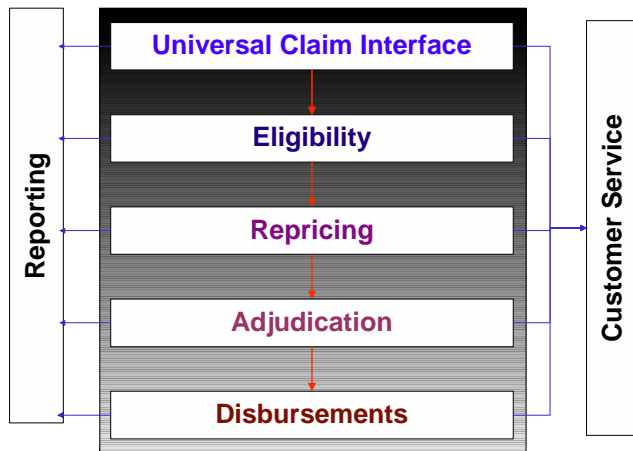 Universal Claim Interface
Eligibility
Repricing
Adjudication
Disbursements
Reporting
Customer Service